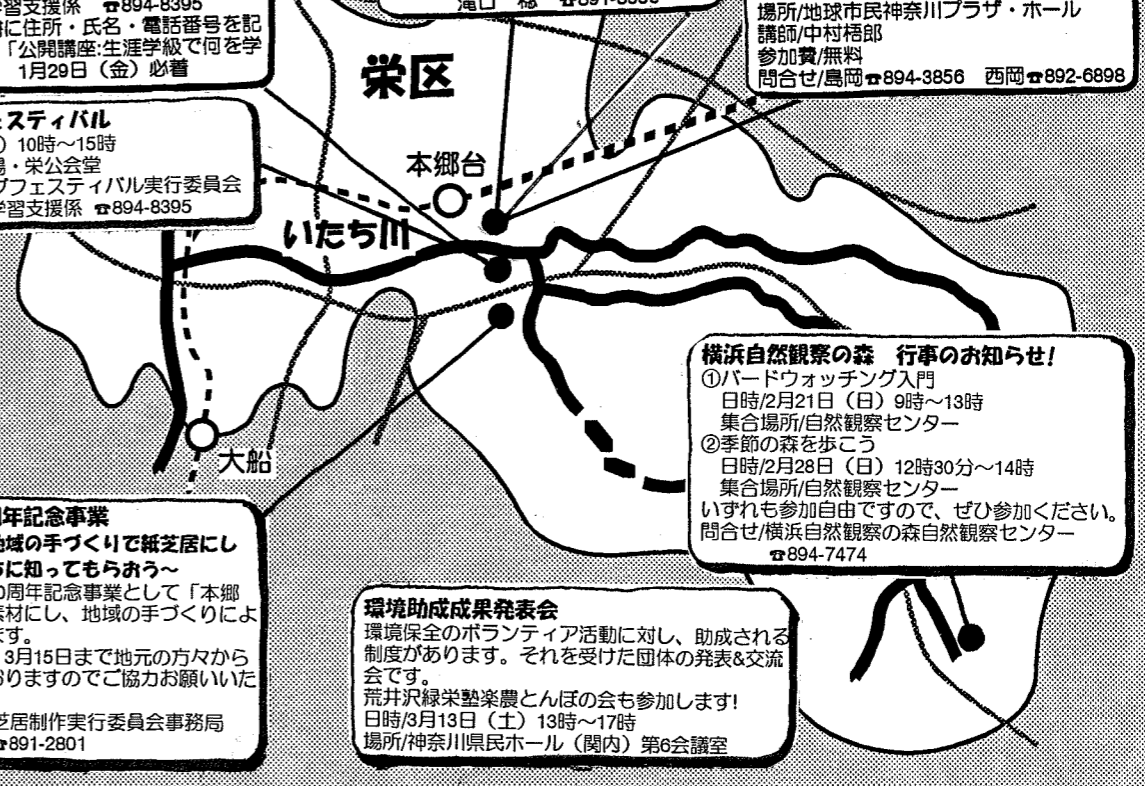 学習支援係 ☎894-8395
に住所・氏名・電話番号を記
「公開講座:生涯学級で何を学
1月29日（金）必着
場所/地球市民神奈川プラザ・ホール
講師/中村梧郎
参加費/無料
問合せ/島岡☎894-3856 西岡☎892-6898
栄区
ェスティバル
）10時～15時
場・栄公会堂
フェスティバル実行委員会
学習支援係 ☎894-8395
本郷台
いたち川
横浜自然観察の森 行事のお知らせ!
①バードウォッチング入門
日時/2月21日（日）9時～13時
集合場所/自然観察センター
②季節の森を歩こう
日時/2月28日（日）12時30分～14時
集合場所/自然観察センター
いずれも参加自由ですので、ぜひ参加ください。
問合せ/横浜自然観察の森自然観察センター
☎894-7474
大船
周年記念事業
地域の手づくりで紙芝居にし
に知ってもらおう～
0周年記念事業として「本郷
素材にし、地域の手づくりによ
ます。
3月15日まで地元の方々から
おりますのでご協力お願いいた
芝居制作実行委員会事務局
☎891-2801
環境助成成果発表会
環境保全のボランティア活動に対し、助成される
制度があります。それを受けた団体の発表&交流
会です。
荒井沢緑栄塾楽農とんぼの会も参加します!
日時/3月13日（土）13時～17時
場所/神奈川県民ホール（関内）第6会議室